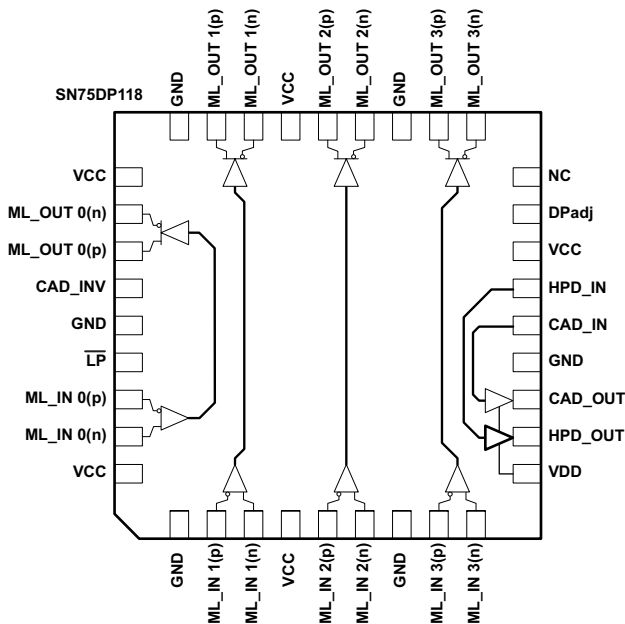 SN75DP118
GND
ML_OUT 1(p)
ML_OUT 1(n)
VCC
ML_OUT 2(p)
ML_OUT 2(n)
GND
ML_OUT 3(p)
ML_OUT 3(n)
VCC
ML_OUT 0(n)
ML_OUT 0(p)
CAD_INV
GND
LP
ML_IN 0(p)
ML_IN 0(n)
VCC
NC
DPadj
VCC
HPD_IN
CAD_IN
GND
CAD_OUT
HPD_OUT
VDD
GND
ML_IN 1(p)
ML_IN 1(n)
VCC
ML_IN 2(p)
ML_IN 2(n)
GND
ML_IN 3(p)
ML_IN 3(n)